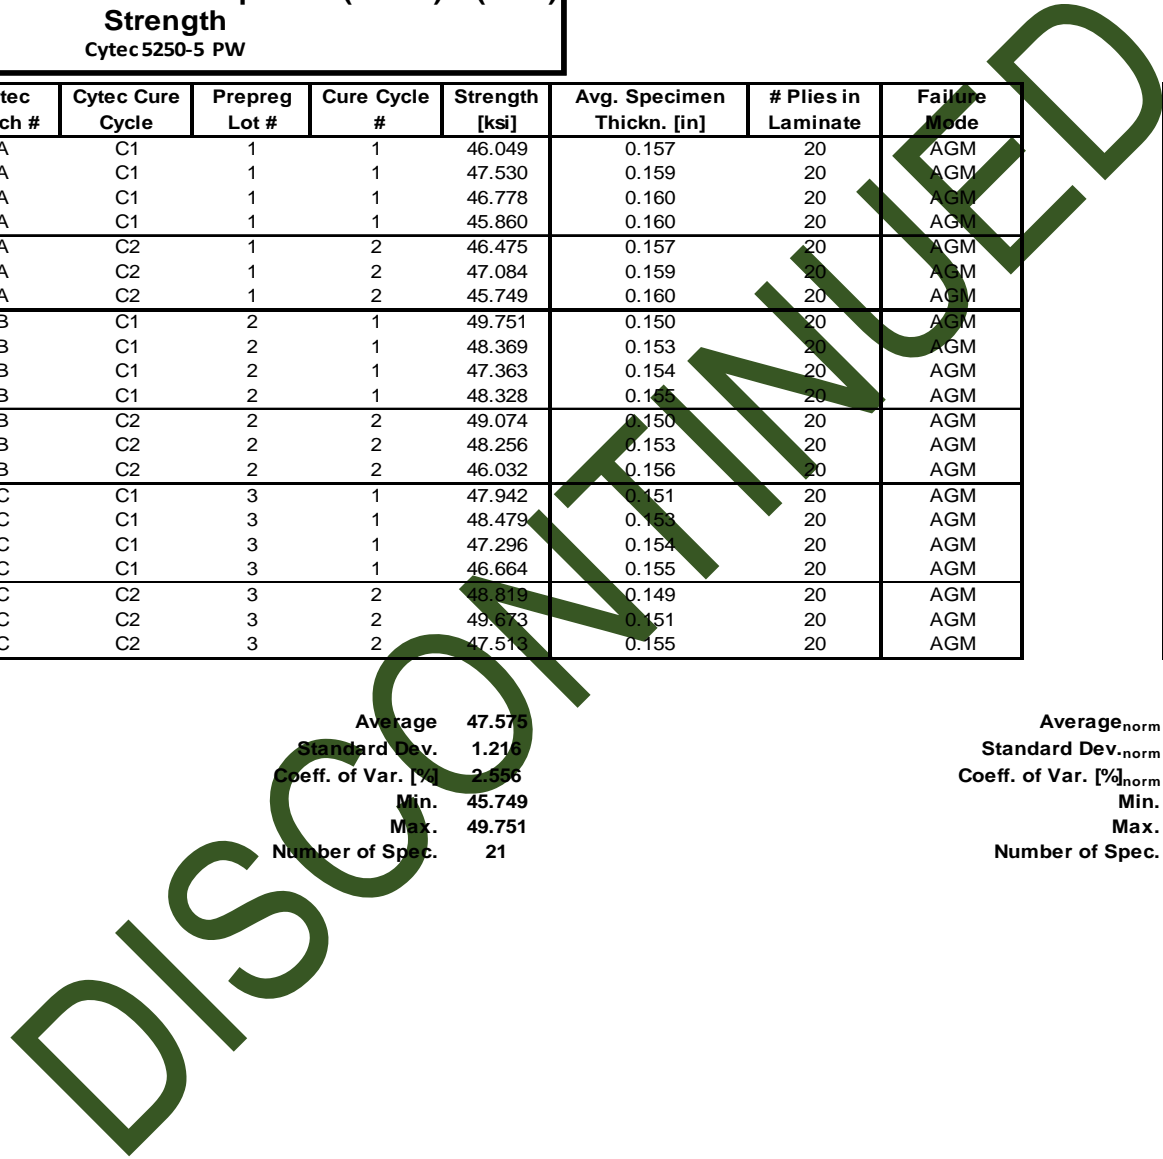 Strength
Cytec 5250-5 PW
Cytec Cure Prepreg Cure Cycle Strength Avg. Specimen # Plies in Failure
Cycle Lot # # [ksi] Thickn. [in] Laminate Mode
A C1 1 1 46.049 0.157 20 AGM
A C1 1 1 47.530 0.159 20 AGM
A C1 1 1 46.778 0.160 20 AGM
A C1 1 1 45.860 0.160 20 AGM
A C2 1 2 46.475 0.157 20 AGM
A C2 1 2 47.084 0.159 20 AGM
A C2 1 2 45.749 0.160 20 AGM
B C1 2 1 49.751 0.150 20 AGM
B C1 2 1 48.369 0.153 20 AGM
B C1 2 1 47.363 0.154 20 AGM
B C1 2 1 48.328 0.155 20 AGM
B C2 2 2 49.074 0.150 20 AGM
B C2 2 2 48.256 0.153 20 AGM
B C2 2 2 46.032 0.156 20 AGM
C C1 3 1 47.942 0.151 20 AGM
C C1 3 1 48.479 0.153 20 AGM
C C1 3 1 47.296 0.154 20 AGM
C C1 3 1 46.664 0.155 20 AGM
C C2 3 2 48.819 0.149 20 AGM
C C2 3 2 49.673 0.151 20 AGM
C C2 3 2 47.513 0.155 20 AGM
Average 47.575 Average norm
Standard Dev. 1.216 Standard Dev. norm
Coeff. of Var. [%] 2.556 Coeff. of Var. [%] norm
Min. 45.749 Min.
Max. 49.751 Max.
Number of Spec. 21 Number of Spec.
DISCONTINUED